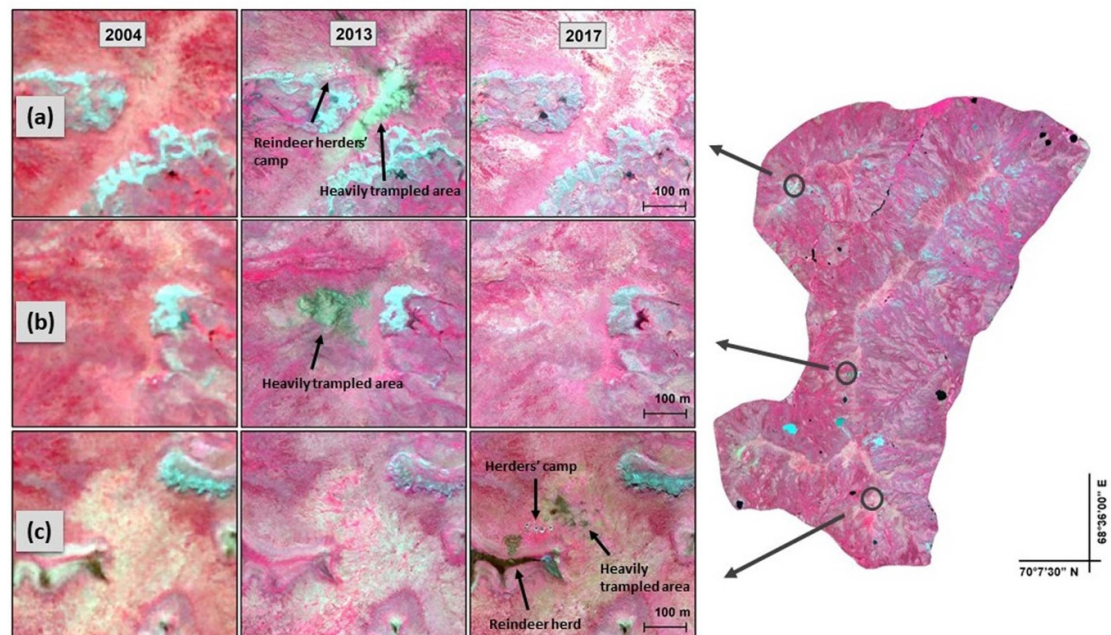 2004
2013
2017
(a)
Reindeer herders'
camp
Heavily trampled area
100 m
(b)
Heavily trampled area
100 m
(c)
Herders' camp
Heavily
trampled area
Reindeer herd
100 m
68°36'00" E
70°7'30" N